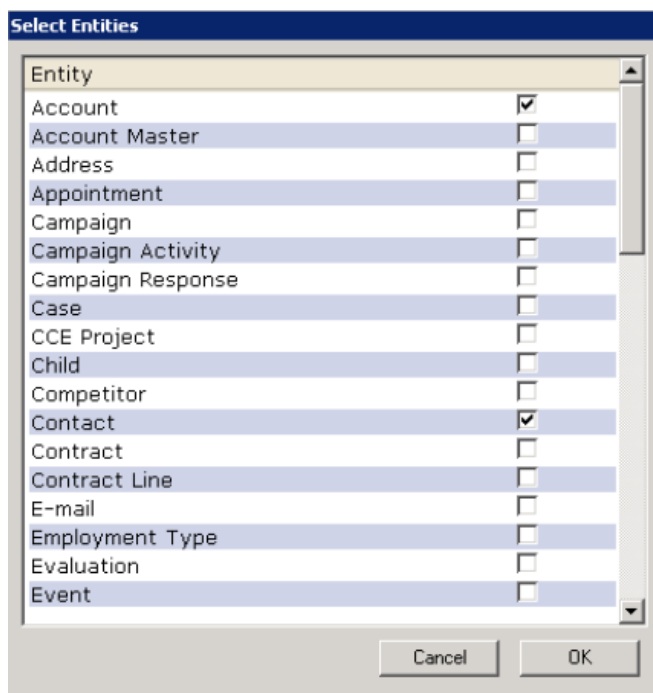 Select Entities
Entity
Account
Account Master
Address
Appointment
Campaign
Campaign Activity
Campaign Response
Case
CCE Project
Child
Competitor
Contact
Contract
Contract Line
E-mail
Employment Type
Evaluation
Event
Cancel OK